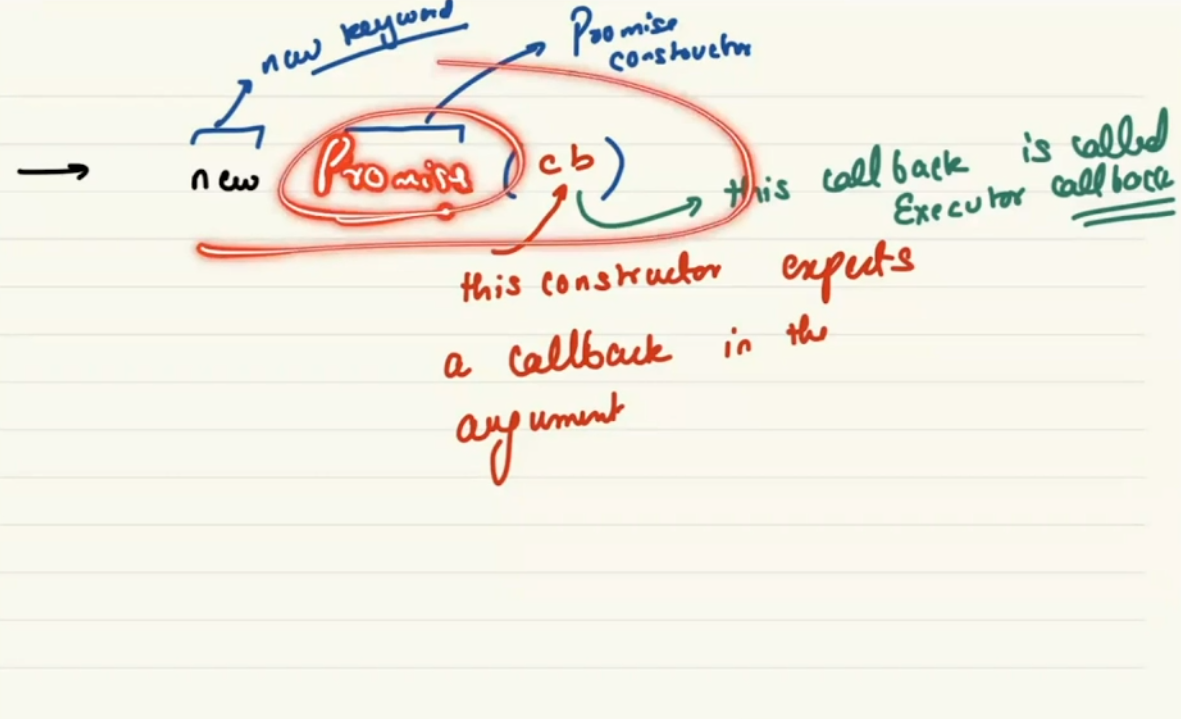 new keyword
Promise
constructor
new Promise (cb)
this callback is called
Executor callback
this constructor expects
a callback in the
argument